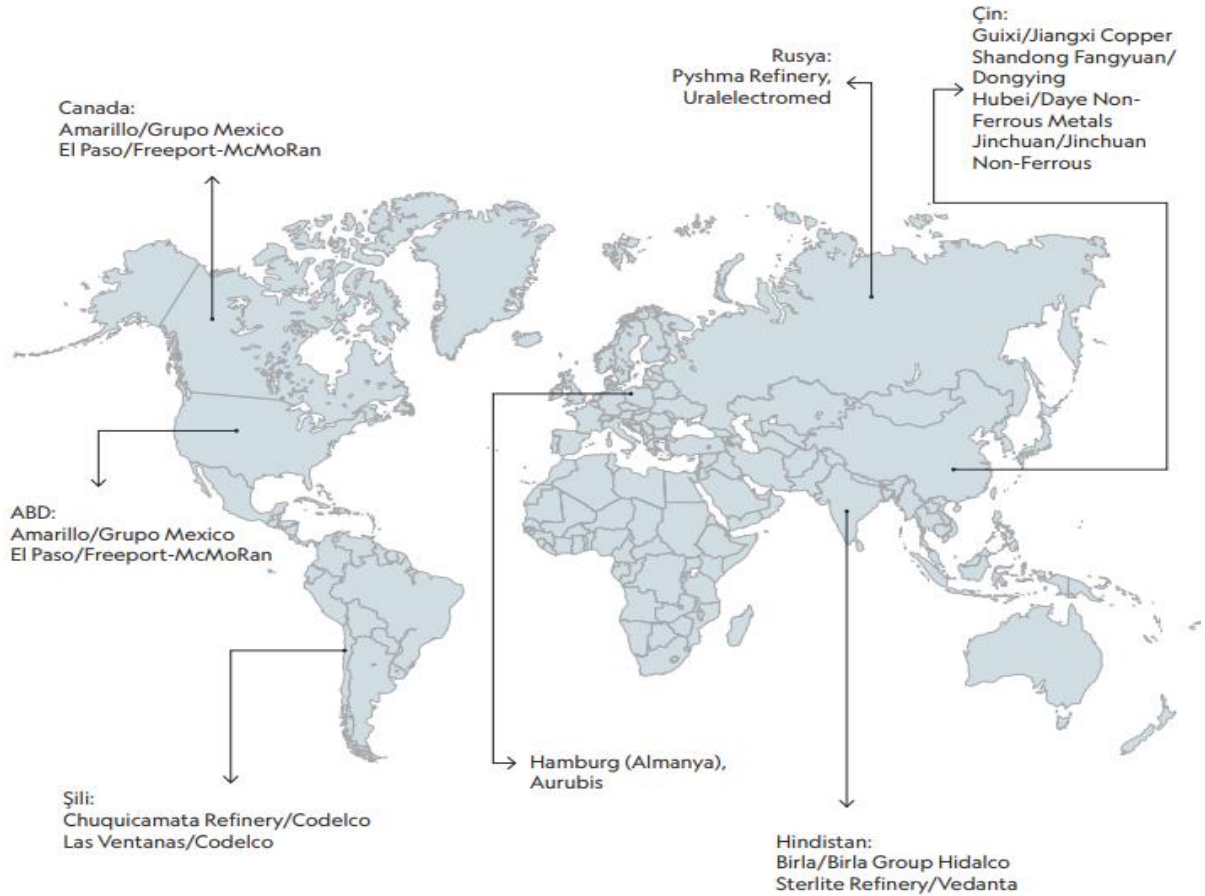 Çin:
Guixi/Jiangxi Copper
Shandong Fangyuan/
Dongying
Hubei/Daye Non-
Ferrous Metals
Jinchuan/Jinchuan
Non-Ferrous
Rusya:
Pyshma Refinery,
Uralelectromed
Canada:
Amarillo/Grupo Mexico
El Paso/Freeport-McMoRan
ABD:
Amarillo/Grupo Mexico
El Paso/Freeport-McMoRan
Hamburg (Almanya),
Aurubis
Şili:
Chuquicamata Refinery/Codelco
Las Ventanas/Codelco
Hindistan:
Birla/Birla Group Hidalco
Sterlite Refinery/Vedanta